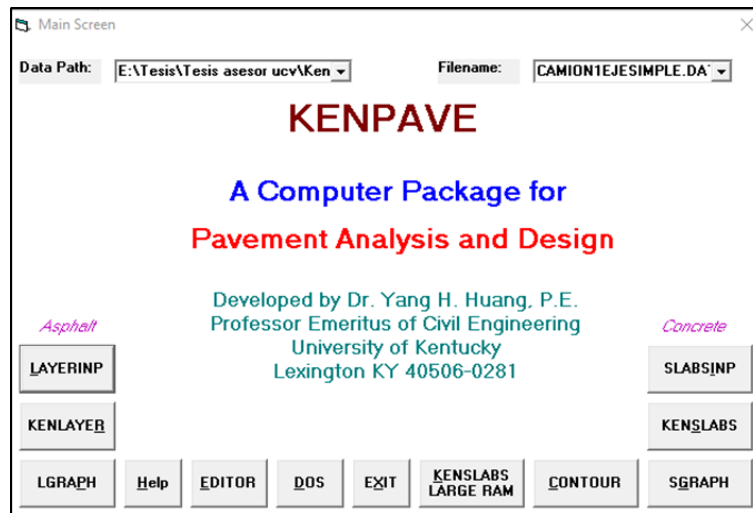 Main Screen
Data Path: E:\Tesis\Tesis asesor ucv\Ken Filename: CAMION1EJESIMPLE.DA
KENPAVE
A Computer Package for
Pavement Analysis and Design
Developed by Dr. Yang H. Huang, P.E.
Professor Emeritus of Civil Engineering
University of Kentucky
Lexington KY 40506-0281
Asphalt Concrete
LAYERINP SLABSINP
KENLAYER KENSLABS
LGRAPH Help EDITOR DOS EXIT KENSLABS LARGE RAM CONTOUR SGRAPH